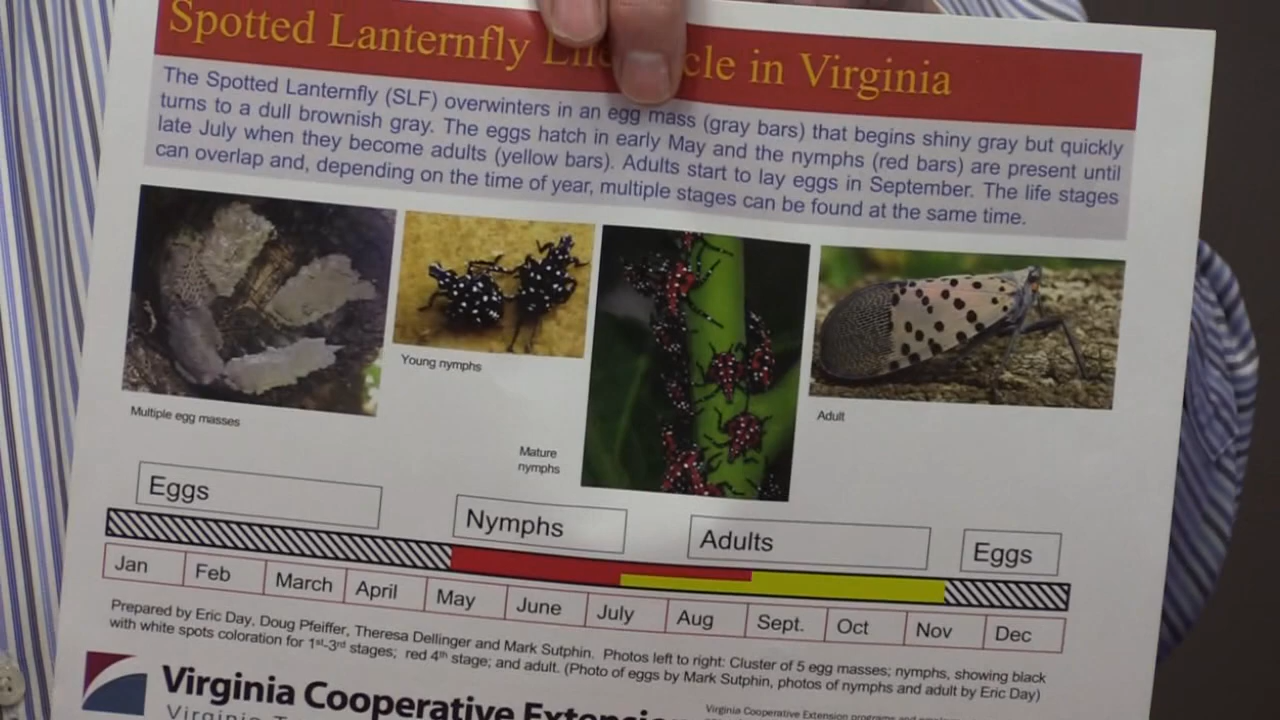 Spotted Lanternfly Life cle in Virginia
The Spotted Lanternfly (SLF) overwinters in an egg mass (gray bars) that begins shiny gray but quickly
turns to a dull brownish gray. The eggs hatch in early May and the nymphs (red bars) are present until
late July when they become adults (yellow bars). Adults start to lay eggs in September. The life stages
can overlap and, depending on the time of year, multiple stages can be found at the same time.
Multiple egg masses
Young nymphs
Mature
nymphs
Adult
Eggs
Nymphs
Adults
Eggs
Jan Feb March April May June July Aug Sept. Oct Nov Dec
Prepared by Eric Day, Doug Pfeiffer, Theresa Dellinger and Mark Sutphin. Photos left to right: Cluster of 5 egg masses; nymphs, showing black
with white spots coloration for 1st-3rd stages; red 4th stage; and adult. (Photo of eggs by Mark Sutphin, photos of nymphs and adult by Eric Day)
Virginia Cooperative Extension
Virginia
Virginia Cooperative Extension programs and